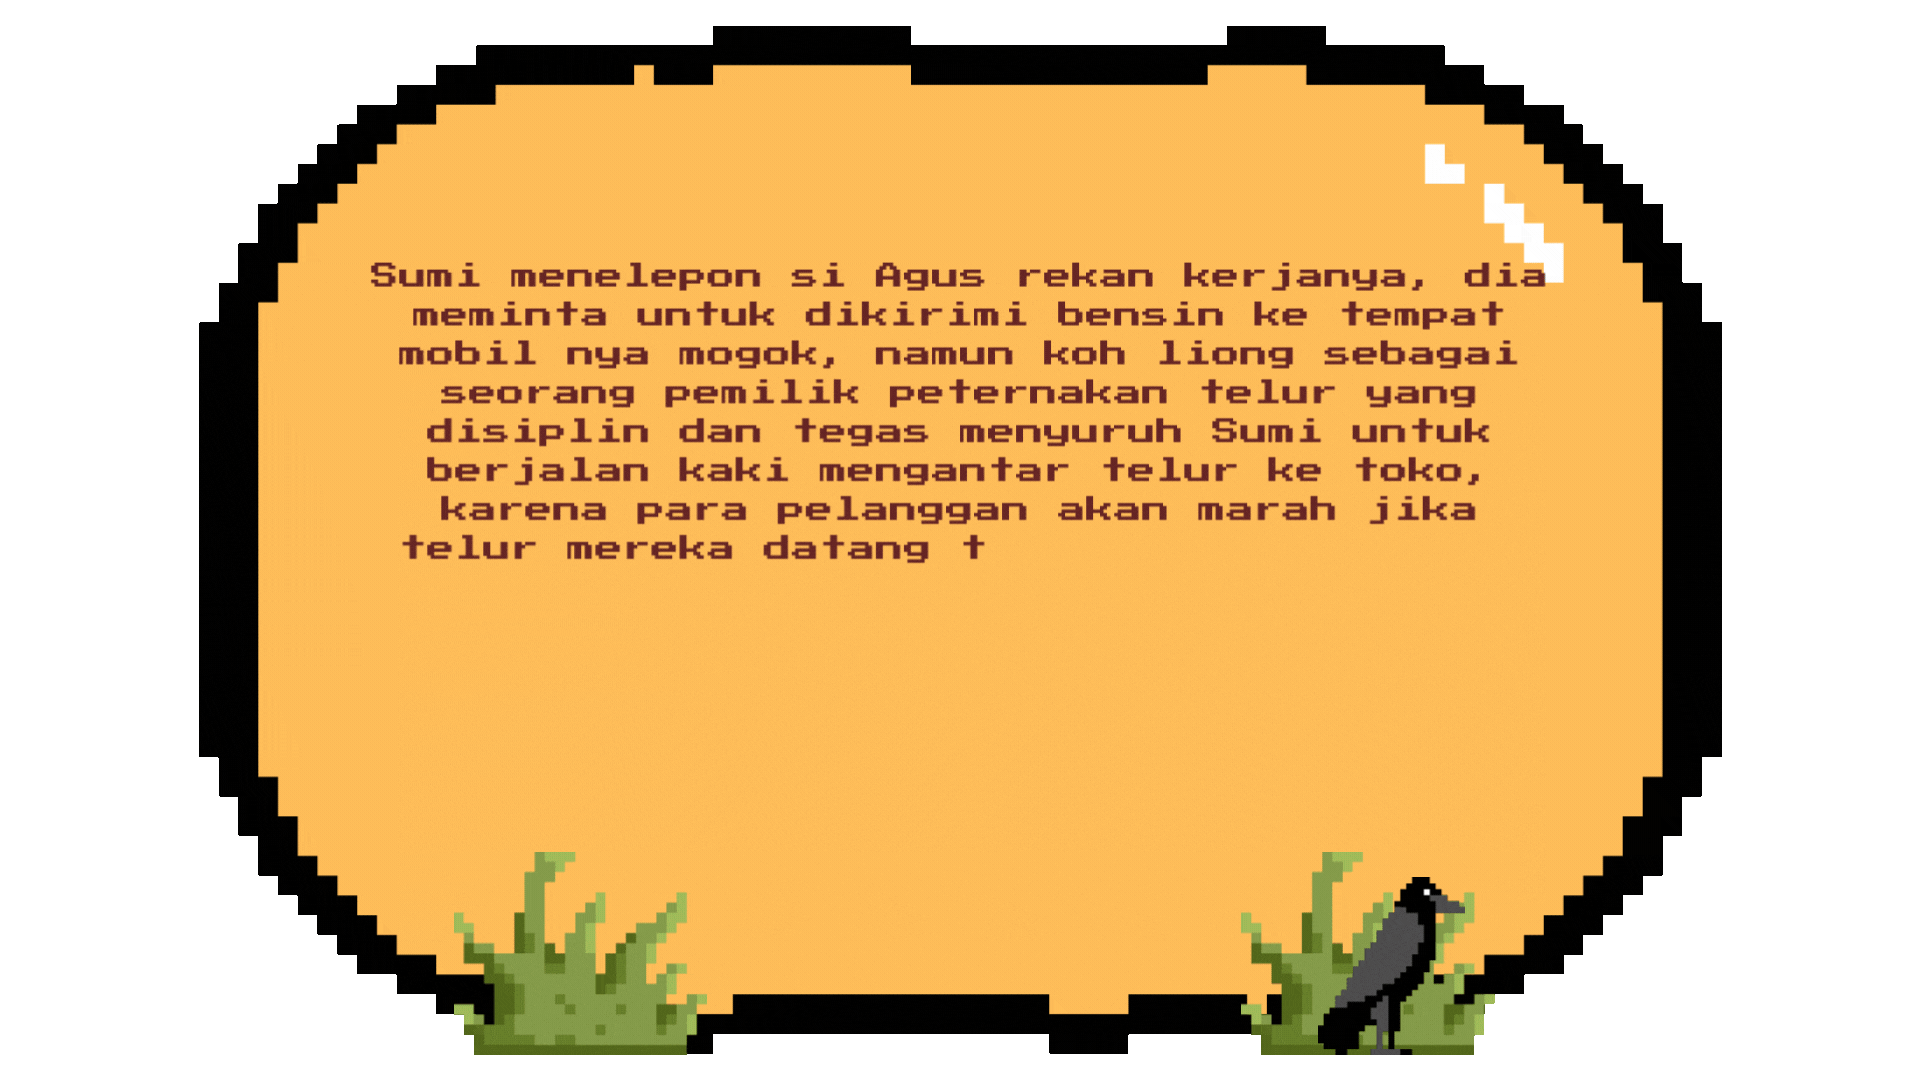 Sumi menelepon si Agus rekan kerjanya, dia
meminta untuk dikirimi bensin ke tempat
mobil nya mogok, namun koh liong sebagai
seorang pemilik peternakan telur yang
disiplin dan tegas menyuruh Sumi untuk
berjalan kaki mengantar telur ke toko,
karena para pelanggan akan marah jika
telur mereka datang t